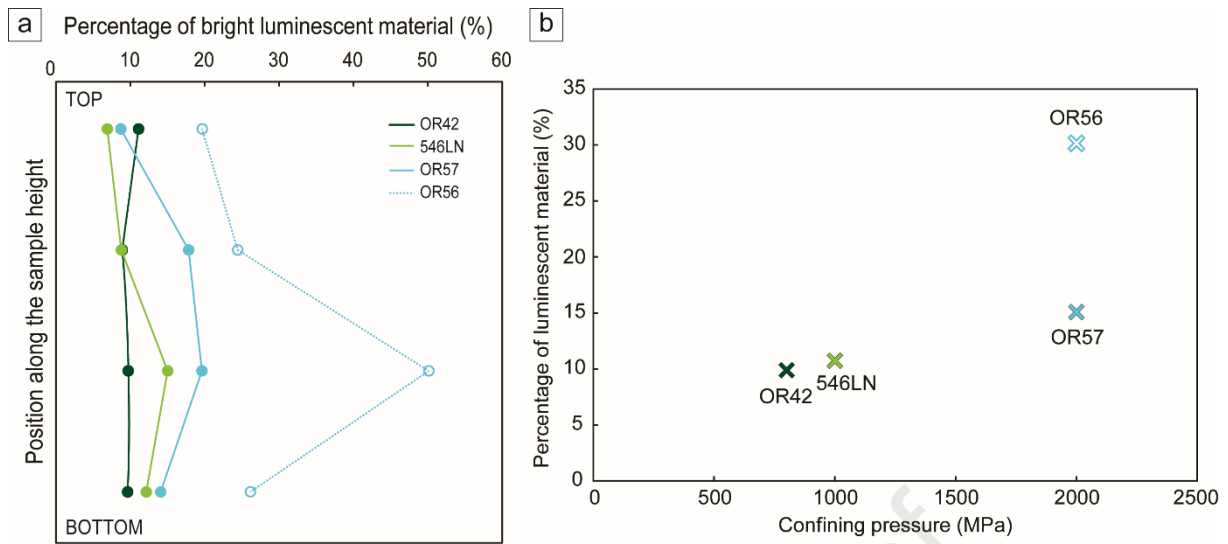 a
Percentage of bright luminescent material (%)
0 10 20 30 40 50 60
TOP
OR42
546LN
OR57
OR56
Position along the sample height
BOTTOM
b
Percentage of luminescent material (%)
35
30
25
20
15
10
5
0
OR56
OR57
OR42
546LN
0 500 1000 1500 2000 2500
Confining pressure (MPa)